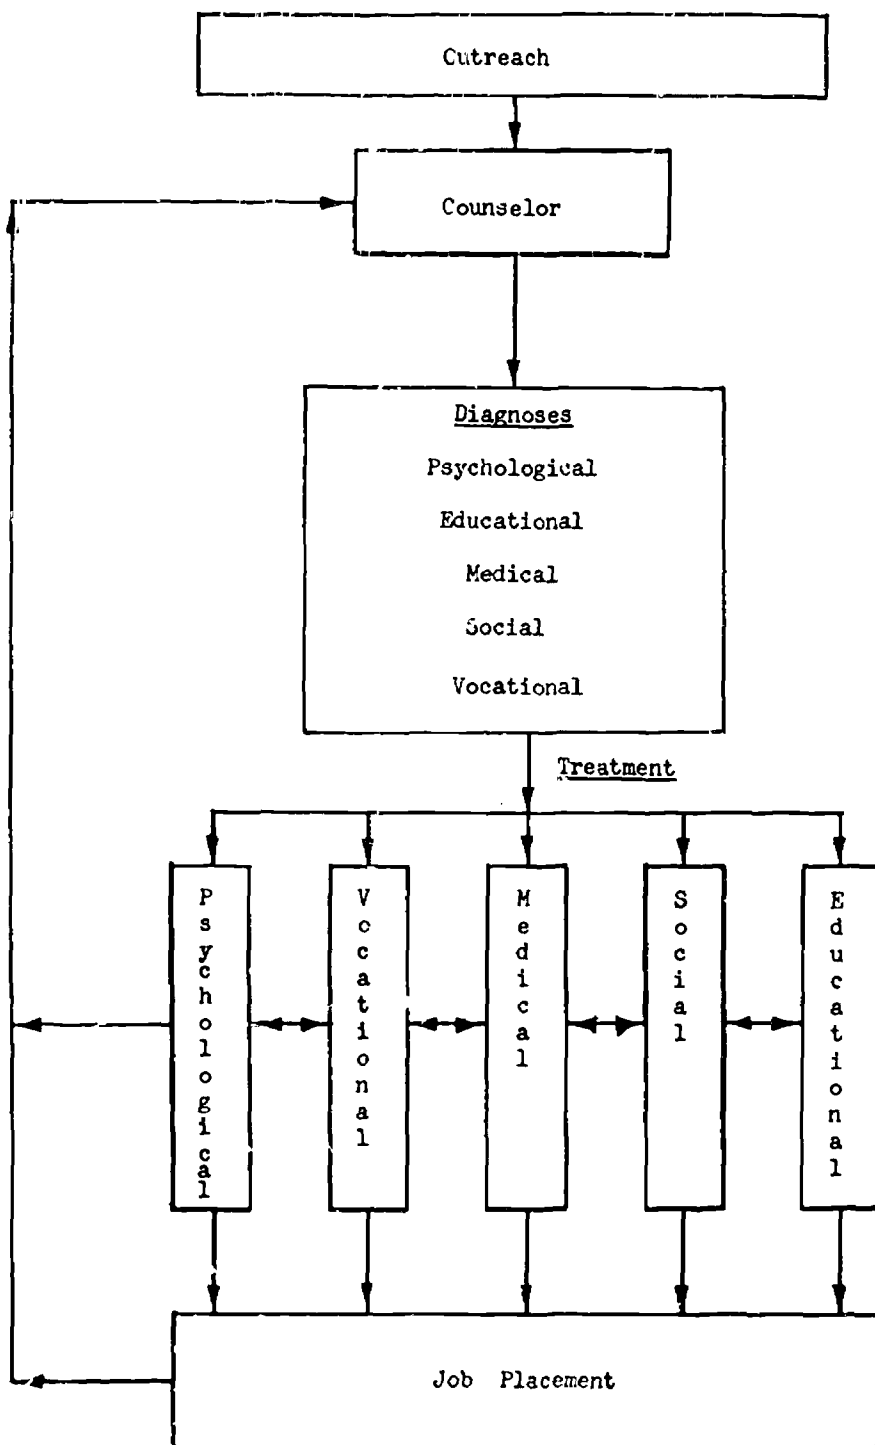 Cutreach
Counselor
Diagnoses
Psychological
Educational
Medical
Social
Vocational
Treatment
Psychological
Vocational
Medical
Social
Educational
Job Placement